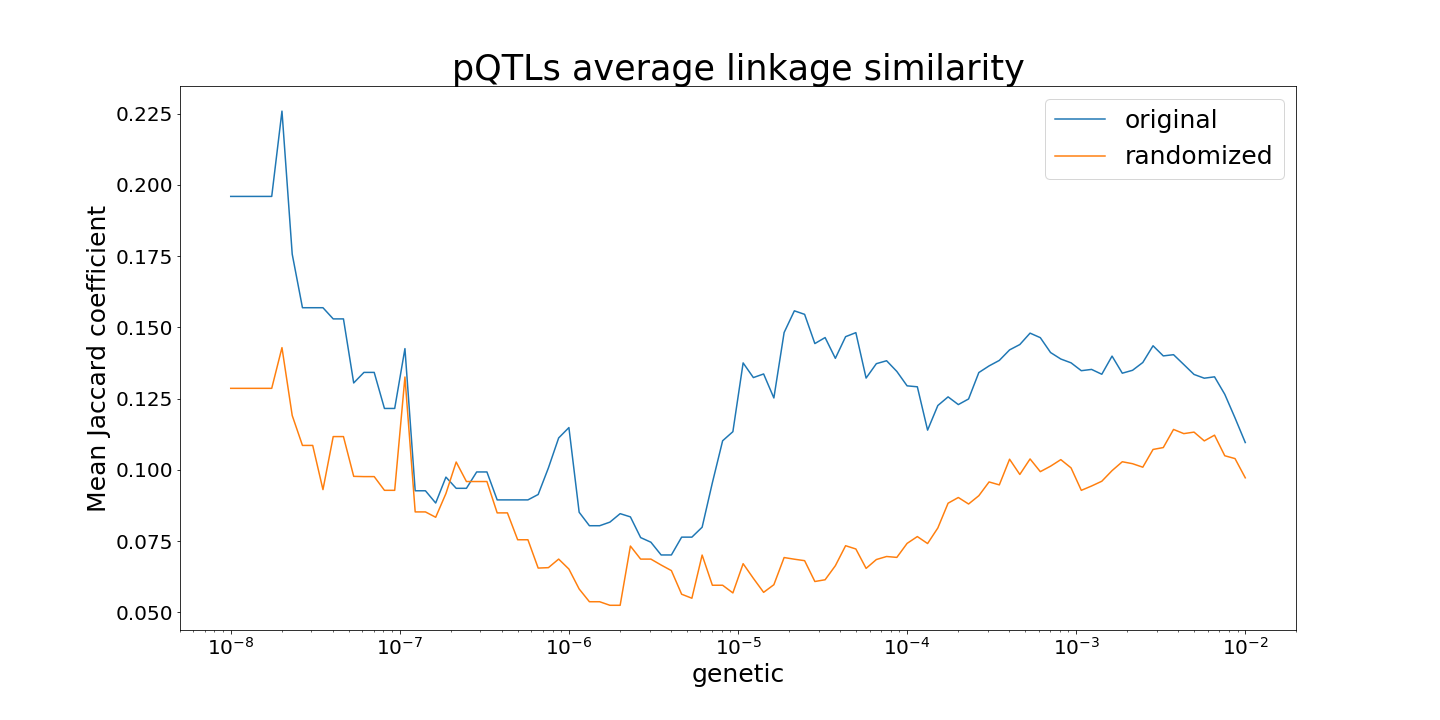 pQTLs average linkage similarity
original
randomized
Mean Jaccard coefficient
0.225
0.200
0.175
0.150
0.125
0.100
0.075
0.050
10⁻⁸ 10⁻⁷ 10⁻⁶ 10⁻⁵ 10⁻⁴ 10⁻³ 10⁻²
genetic